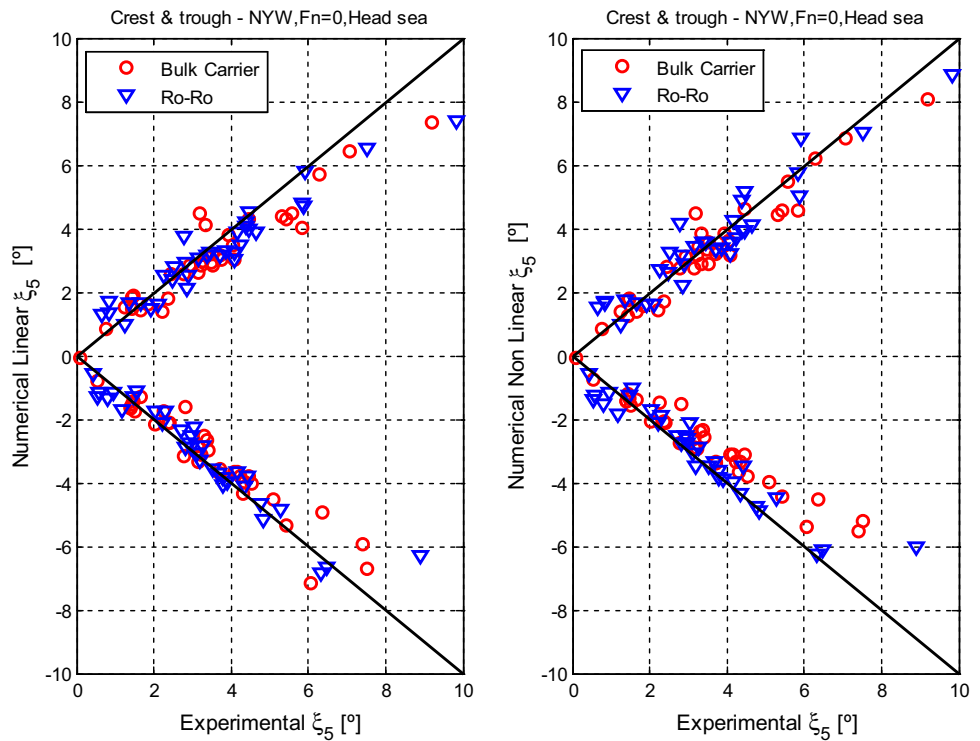 Crest & trough - NYW,Fn=0,Head sea
10
8
6
4
2
0
-2
-4
-6
-8
-10
0 2 4 6 8 10
Numerical Linear ξ5 [º]
Experimental ξ5 [º]
Bulk Carrier
Ro-Ro
Crest & trough - NYW,Fn=0,Head sea
10
8
6
4
2
0
-2
-4
-6
-8
-10
0 2 4 6 8 10
Numerical Non Linear ξ5 [º]
Experimental ξ5 [º]
Bulk Carrier
Ro-Ro